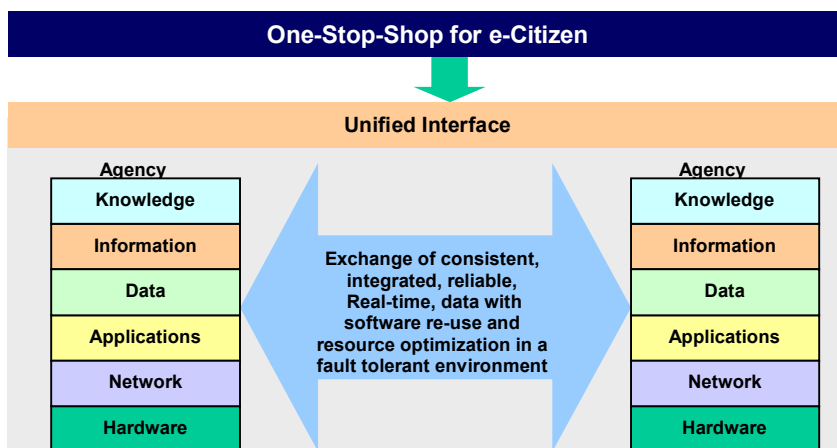 One-Stop-Shop for e-Citizen
Unified Interface
Agency
Knowledge
Information
Data
Applications
Network
Hardware
Exchange of consistent,
integrated, reliable,
Real-time, data with
software re-use and
resource optimization in a
fault tolerant environment
Agency
Knowledge
Information
Data
Applications
Network
Hardware